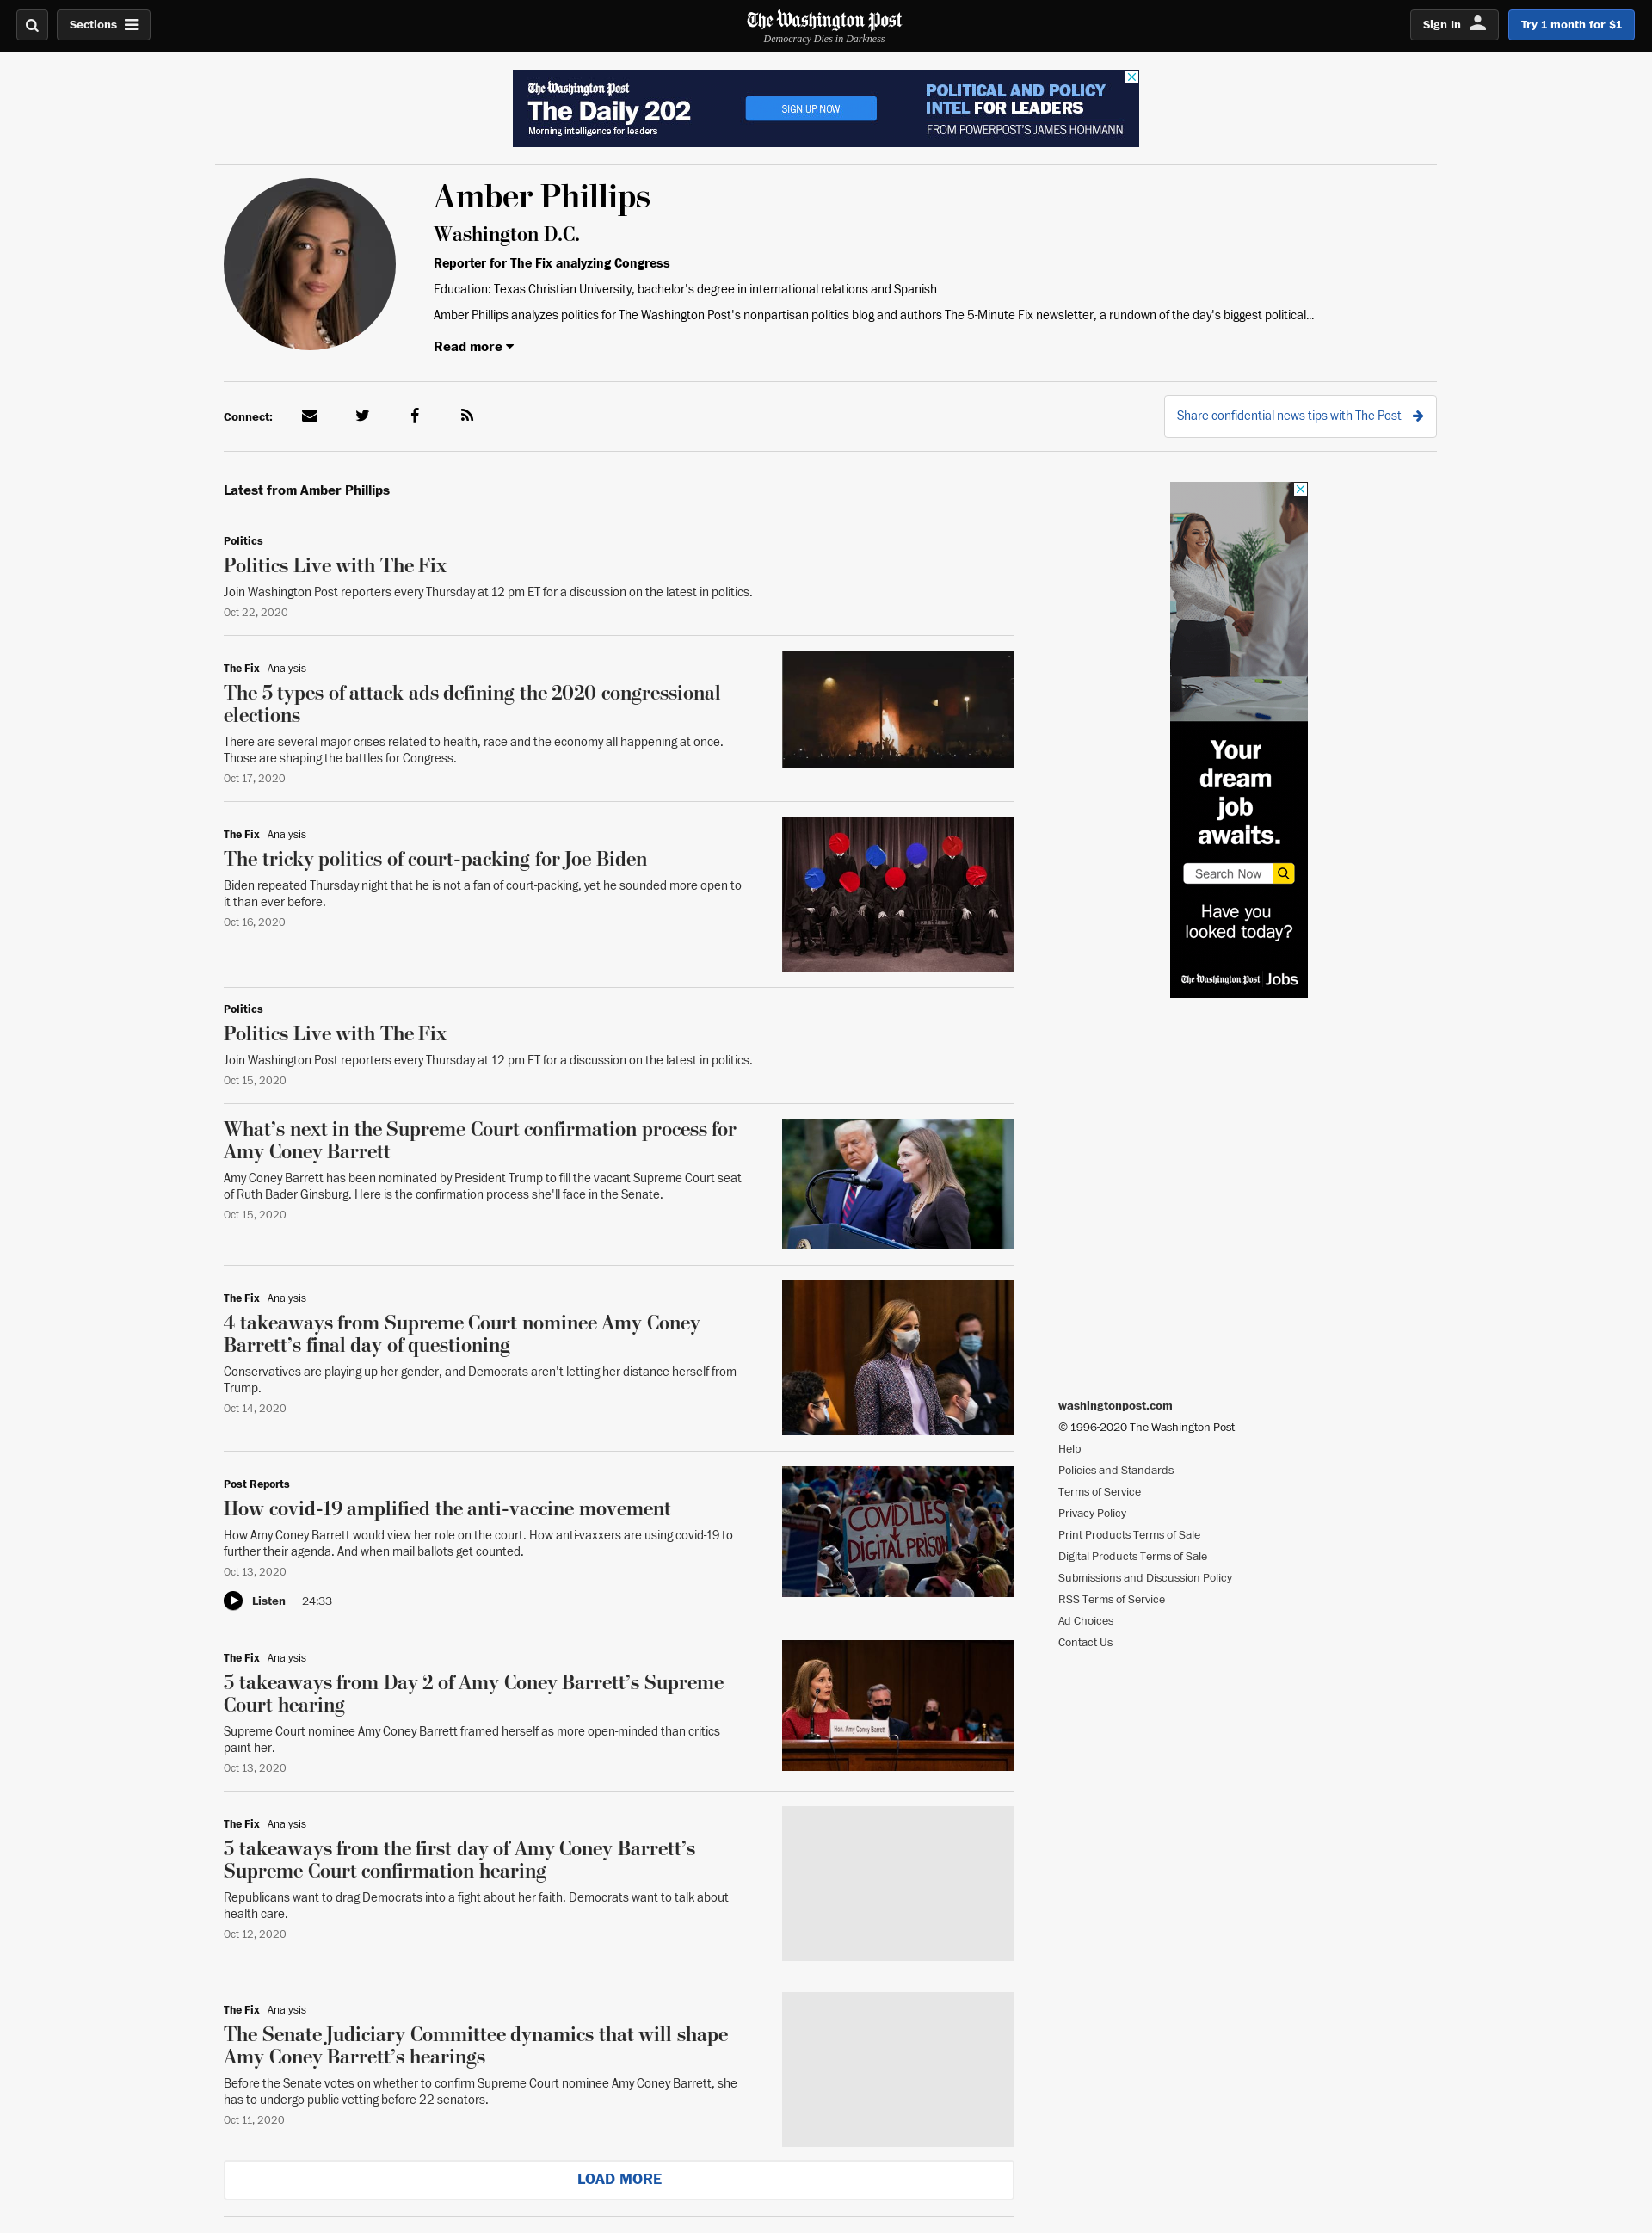 Sections
The Washington Post
Democracy Dies in Darkness
Sign In
Try 1 month for $1
The Washington Post
The Daily 202
Morning intelligence for leaders
SIGN UP NOW
POLITICAL AND POLICY
INTEL FOR LEADERS
FROM POWERPOST'S JAMES HOHMANN
Amber Phillips
Washington D.C.
Reporter for The Fix analyzing Congress
Education: Texas Christian University, bachelor's degree in international relations and Spanish
Amber Phillips analyzes politics for The Washington Post's nonpartisan politics blog and authors The 5-Minute Fix newsletter, a rundown of the day's biggest political...
Read more
Connect:
Share confidential news tips with The Post
Latest from Amber Phillips
Politics
Politics Live with The Fix
Join Washington Post reporters every Thursday at 12 pm ET for a discussion on the latest in politics.
Oct 22, 2020
The Fix Analysis
The 5 types of attack ads defining the 2020 congressional
elections
There are several major crises related to health, race and the economy all happening at once.
Those are shaping the battles for Congress.
Oct 17, 2020
The Fix Analysis
The tricky politics of court-packing for Joe Biden
Biden repeated Thursday night that he is not a fan of court-packing, yet he sounded more open to
it than ever before.
Oct 16, 2020
Politics
Politics Live with The Fix
Join Washington Post reporters every Thursday at 12 pm ET for a discussion on the latest in politics.
Oct 15, 2020
What's next in the Supreme Court confirmation process for
Amy Coney Barrett
Amy Coney Barrett has been nominated by President Trump to fill the vacant Supreme Court seat
of Ruth Bader Ginsburg. Here is the confirmation process she'll face in the Senate.
Oct 15, 2020
The Fix Analysis
4 takeaways from Supreme Court nominee Amy Coney
Barrett's final day of questioning
Conservatives are playing up her gender, and Democrats aren't letting her distance herself from
Trump.
Oct 14, 2020
Post Reports
How covid-19 amplified the anti-vaccine movement
How Amy Coney Barrett would view her role on the court. How anti-vaxxers are using covid-19 to
further their agenda. And when mail ballots get counted.
Oct 13, 2020
Listen 24:33
COVID LIES
DIGITAL PRISON
The Fix Analysis
5 takeaways from Day 2 of Amy Coney Barrett's Supreme
Court hearing
Supreme Court nominee Amy Coney Barrett framed herself as more open-minded than critics
paint her.
Oct 13, 2020
Hon. Amy Coney Barrett
The Fix Analysis
5 takeaways from the first day of Amy Coney Barrett's
Supreme Court confirmation hearing
Republicans want to drag Democrats into a fight about her faith. Democrats want to talk about
health care.
Oct 12, 2020
The Fix Analysis
The Senate Judiciary Committee dynamics that will shape
Amy Coney Barrett's hearings
Before the Senate votes on whether to confirm Supreme Court nominee Amy Coney Barrett, she
has to undergo public vetting before 22 senators.
Oct 11, 2020
LOAD MORE
Your
dream
job
awaits.
Search Now
Have you
looked today?
The Washington Post Jobs
washingtonpost.com
© 1996-2020 The Washington Post
Help
Policies and Standards
Terms of Service
Privacy Policy
Print Products Terms of Sale
Digital Products Terms of Sale
Submissions and Discussion Policy
RSS Terms of Service
Ad Choices
Contact Us